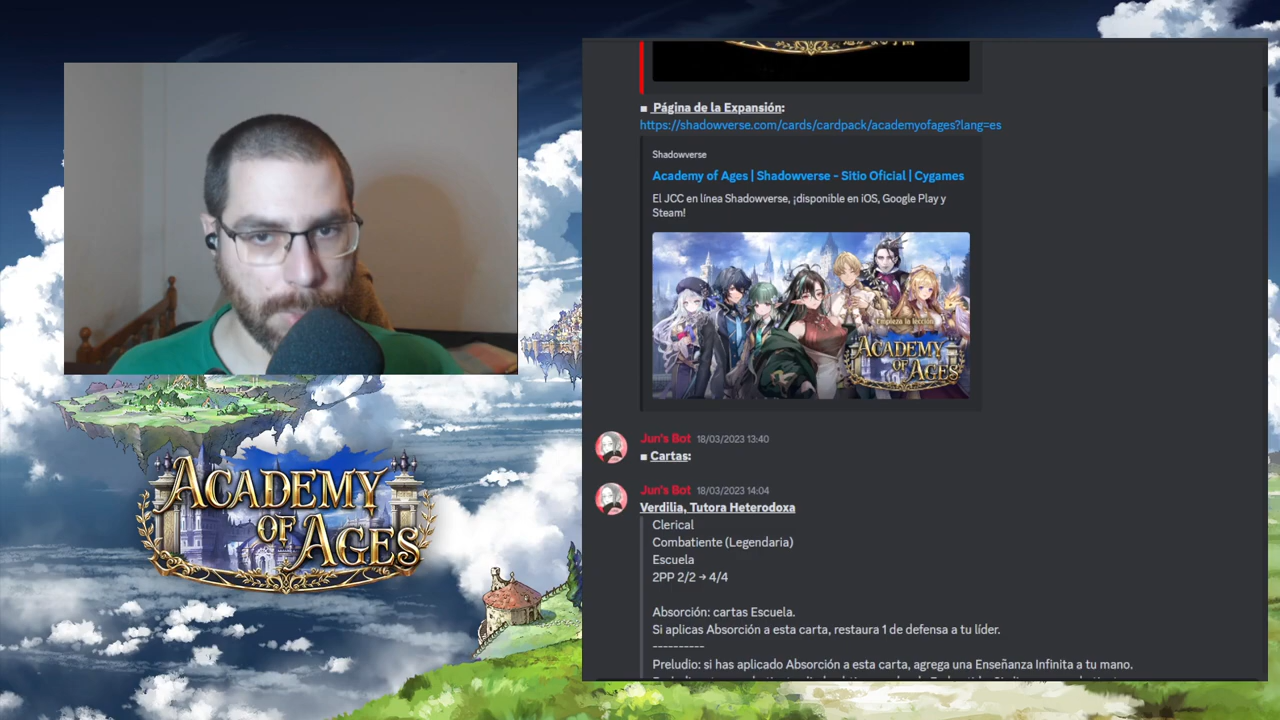 ■ Página de la Expansión:
https://shadowverse.com/cards/cardpack/academyofages?lang=es
Shadowverse
Academy of Ages | Shadowverse - Sitio Oficial | Cygames
El JCC en línea Shadowverse, ¡disponible en iOS, Google Play y
Steam!
Empieza la lección
ACADEMY
OF AGES
Jun's Bot 18/03/2023 13:40
■ Cartas:
Jun's Bot 18/03/2023 14:04
Verdilia, Tutora Heterodoxa
Clerical
Combatiente (Legendaria)
Escuela
2PP 2/2 → 4/4
Absorción: cartas Escuela.
Si aplicas Absorción a esta carta, restaura 1 de defensa a tu líder.
----------
Preludio: si has aplicado Absorción a esta carta, agrega una Enseñanza Infinita a tu mano.
ACADEMY
OF AGES